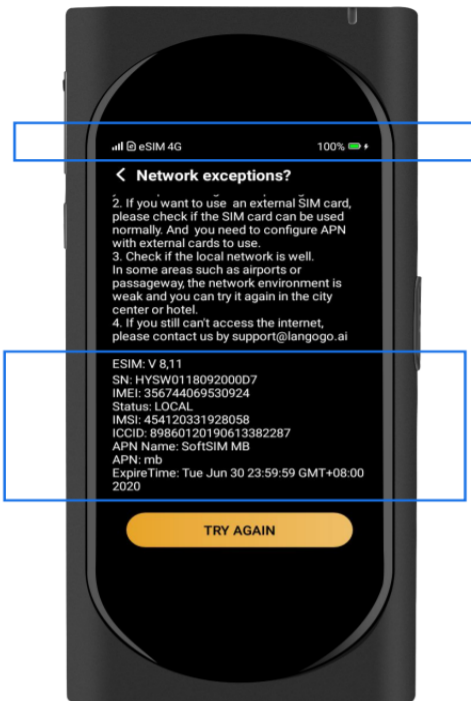 eSIM 4G 100%
Network exceptions?
2. If you want to use an external SIM card,
please check if the SIM card can be used
normally. And you need to configure APN
with external cards to use.
3. Check if the local network is well.
In some areas such as airports or
passageway, the network environment is
weak and you can try it again in the city
center or hotel.
4. If you still can't access the internet,
please contact us by support@langogo.ai
ESIM: V 8,11
SN: HYSW0118092000D7
IMEI: 356744069530924
Status: LOCAL
IMSI: 454120331928058
ICCID: 89860120190613382287
APN Name: SoftSIM MB
APN: mb
ExpireTime: Tue Jun 30 23:59:59 GMT+08:00
2020
TRY AGAIN